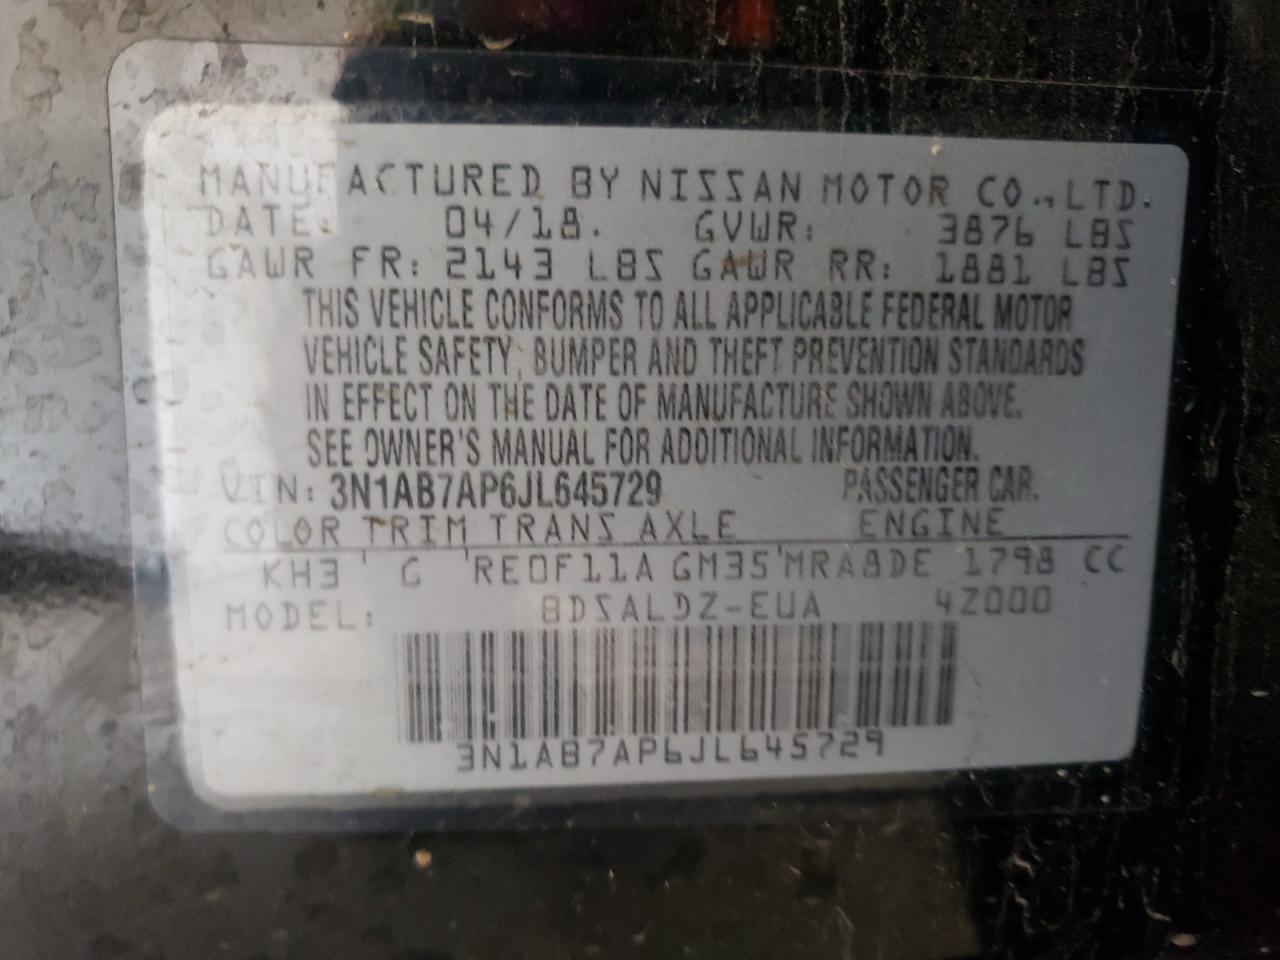 MANUFACTURED BY NISSAN MOTOR CO., LTD.
DATE: 04/18. GVWR: 3876 LBS
GAWR FR: 2143 LBS GAWR RR: 1881 LBS
THIS VEHICLE CONFORMS TO ALL APPLICABLE FEDERAL MOTOR
VEHICLE SAFETY, BUMPER AND THEFT PREVENTION STANDARDS
IN EFFECT ON THE DATE OF MANUFACTURE SHOWN ABOVE.
SEE OWNER'S MANUAL FOR ADDITIONAL INFORMATION.
VIN: 3N1AB7AP6JL645729 PASSENGER CAR.
COLOR TRIM TRANS AXLE ENGINE
KH3 G RE0F11A GM35 MRA8DE 1798 CC
MODEL: BDSALDZ-EUA 4Z000
3N1AB7AP6JL645729